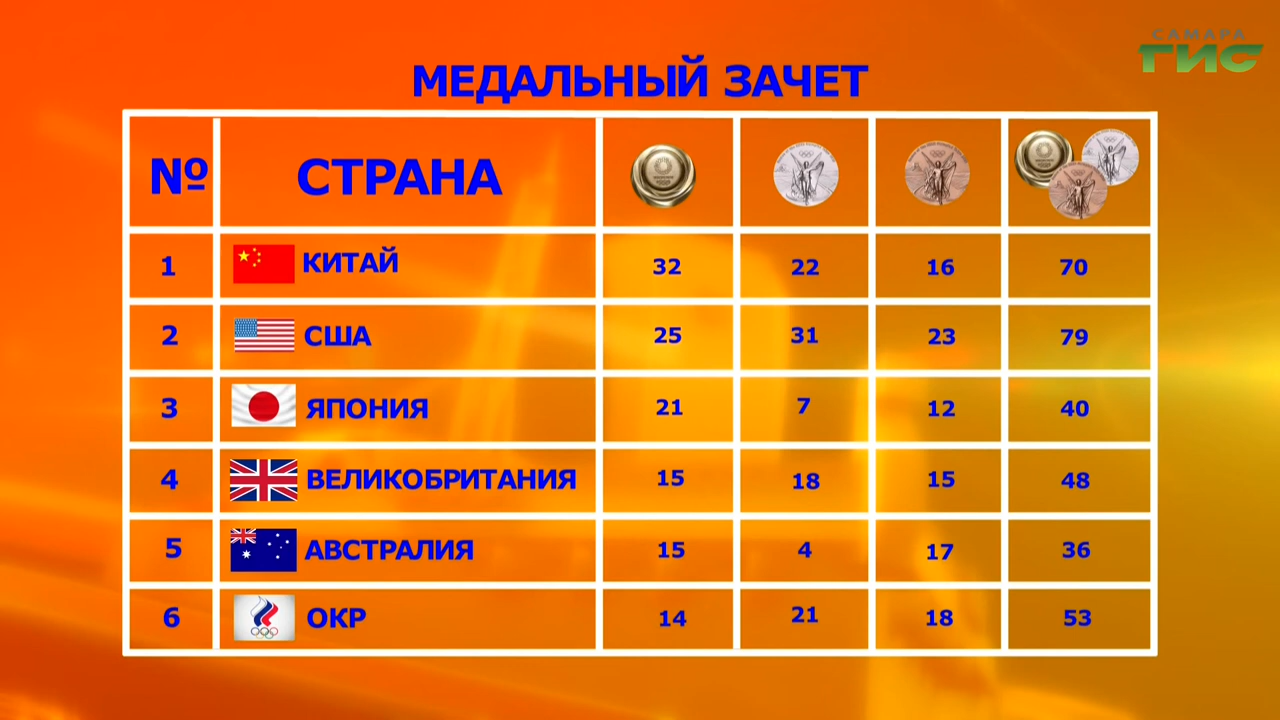 САМАРА
ГИС
МЕДАЛЬНЫЙ ЗАЧЕТ
№ СТРАНА
1 КИТАЙ 32 22 16 70
2 США 25 31 23 79
3 ЯПОНИЯ 21 7 12 40
4 ВЕЛИКОБРИТАНИЯ 15 18 15 48
5 АВСТРАЛИЯ 15 4 17 36
6 ОКР 14 21 18 53